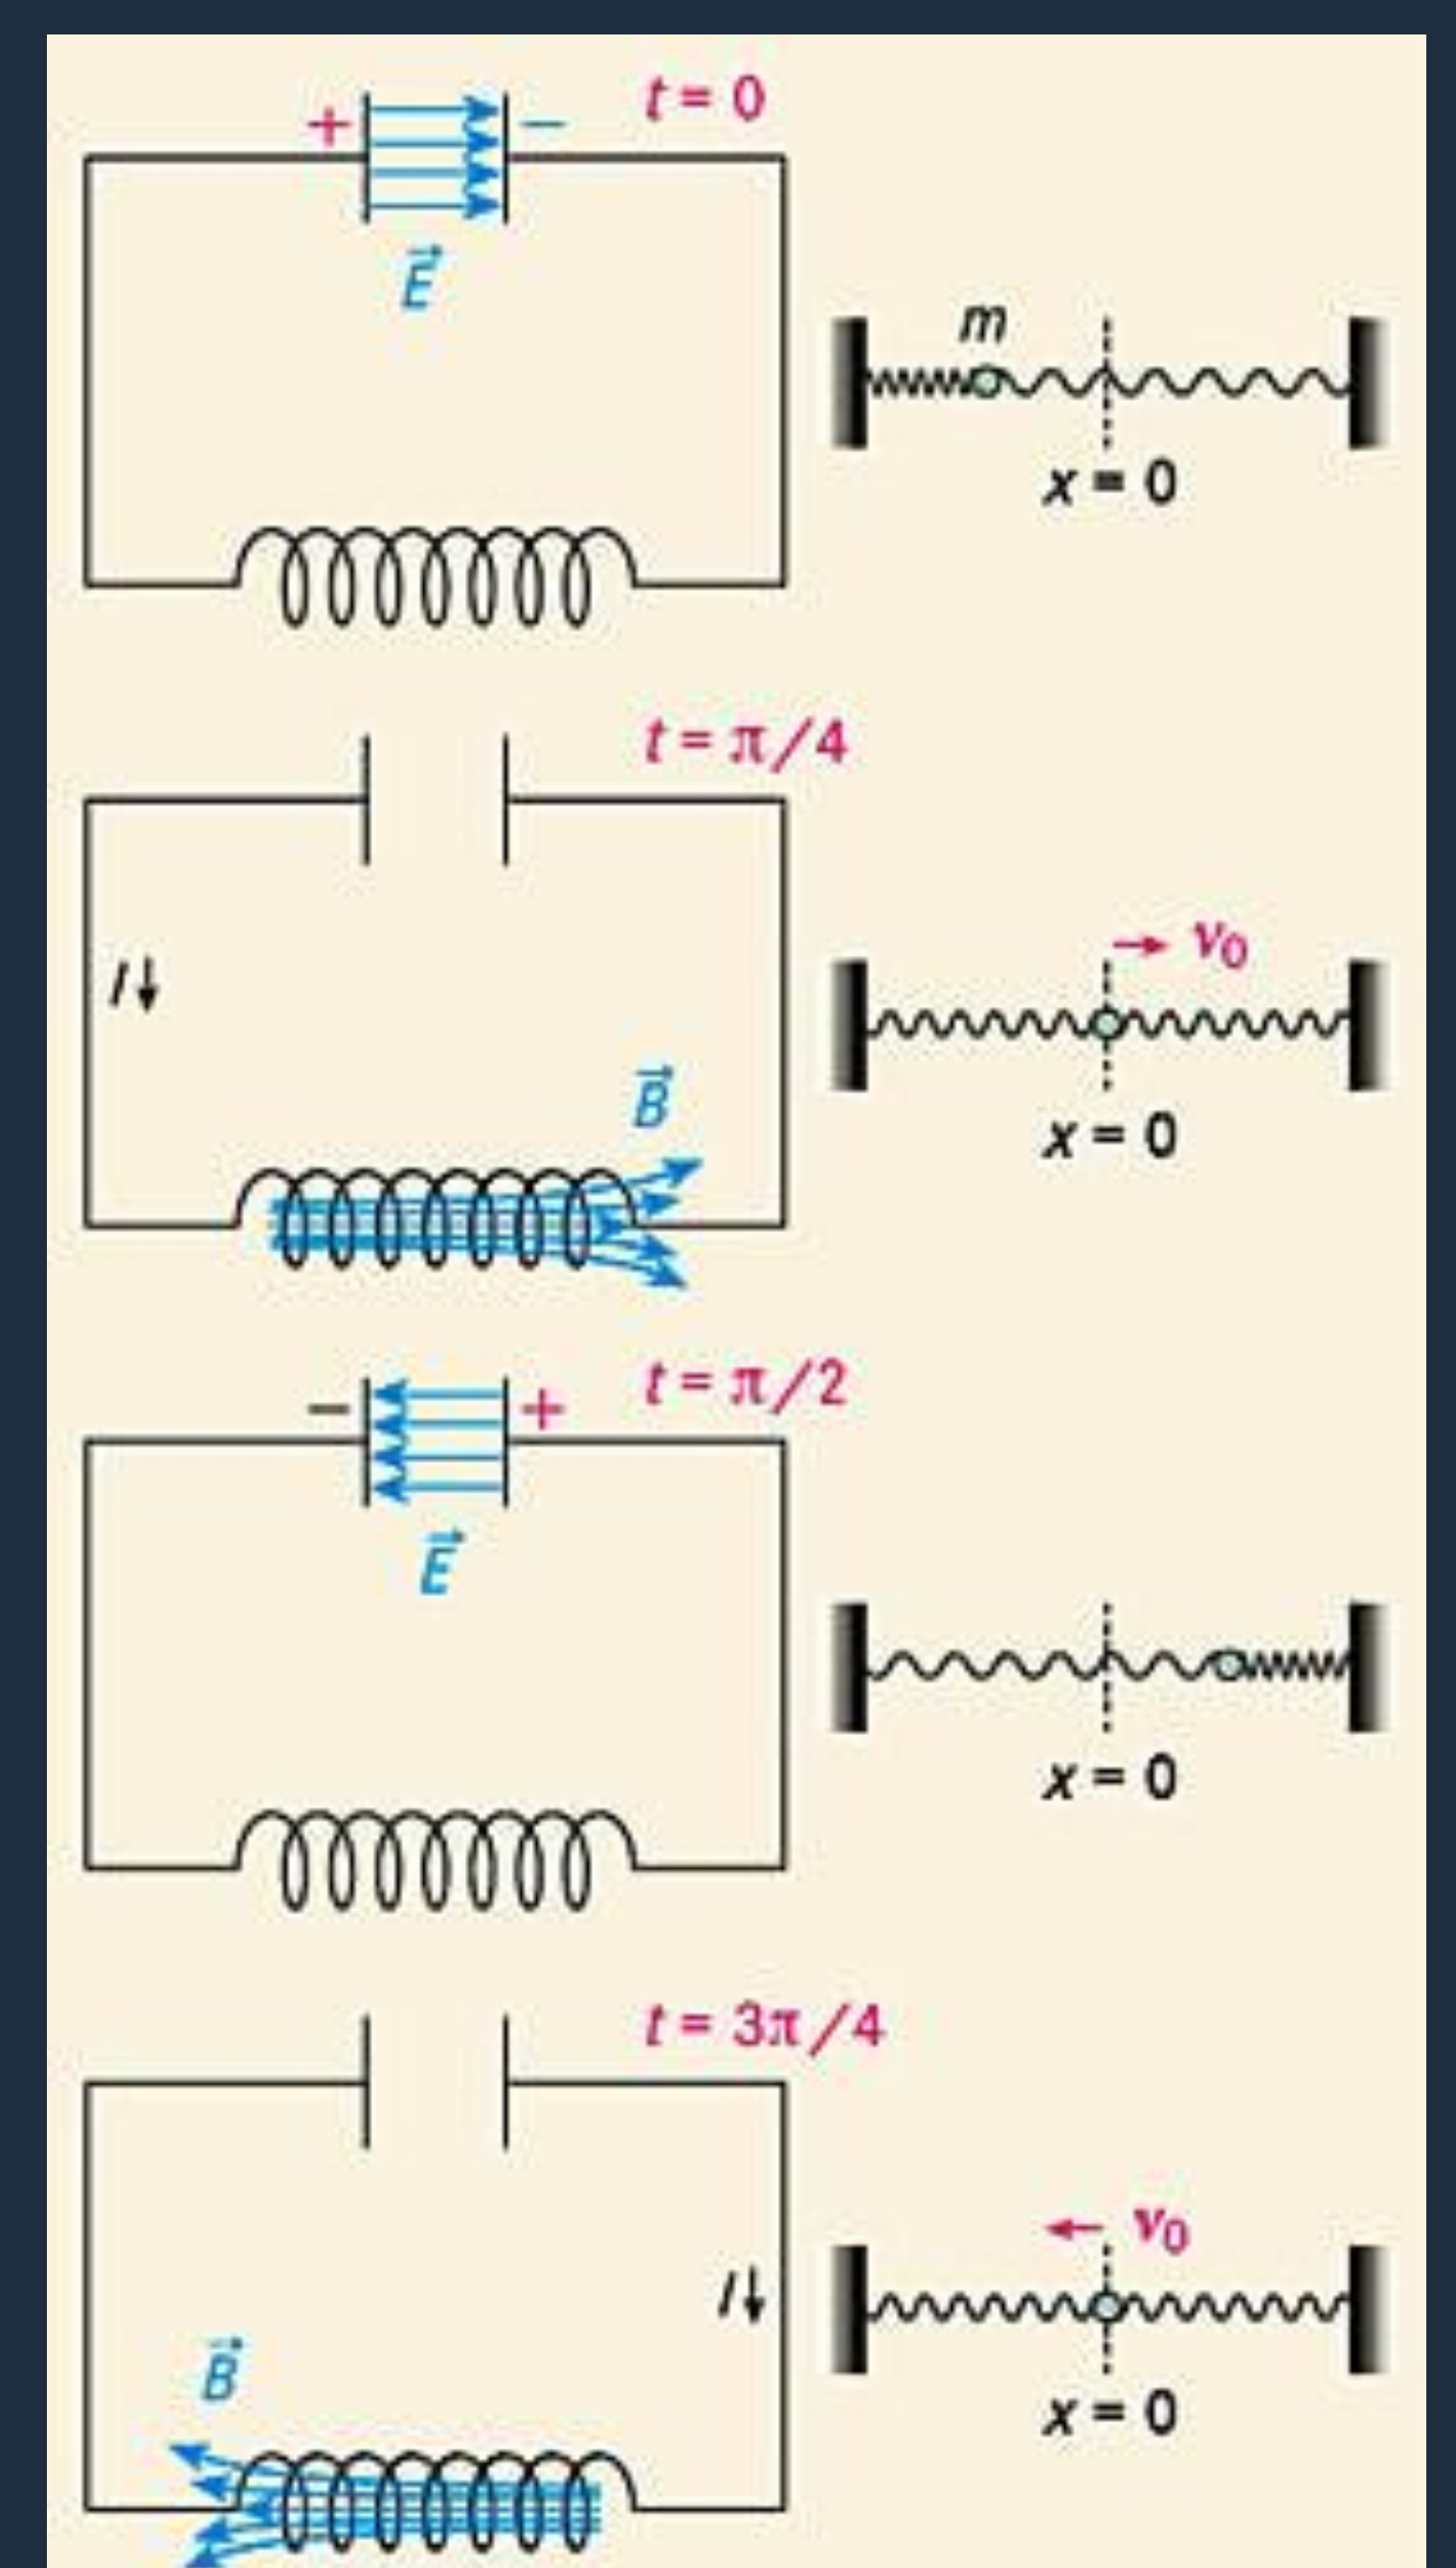 + − t = 0
E⃗
m
x = 0
t = π/4
I↓
v₀
B⃗
x = 0
− + t = π/2
E⃗
x = 0
t = 3π/4
I↓
v₀
B⃗
x = 0